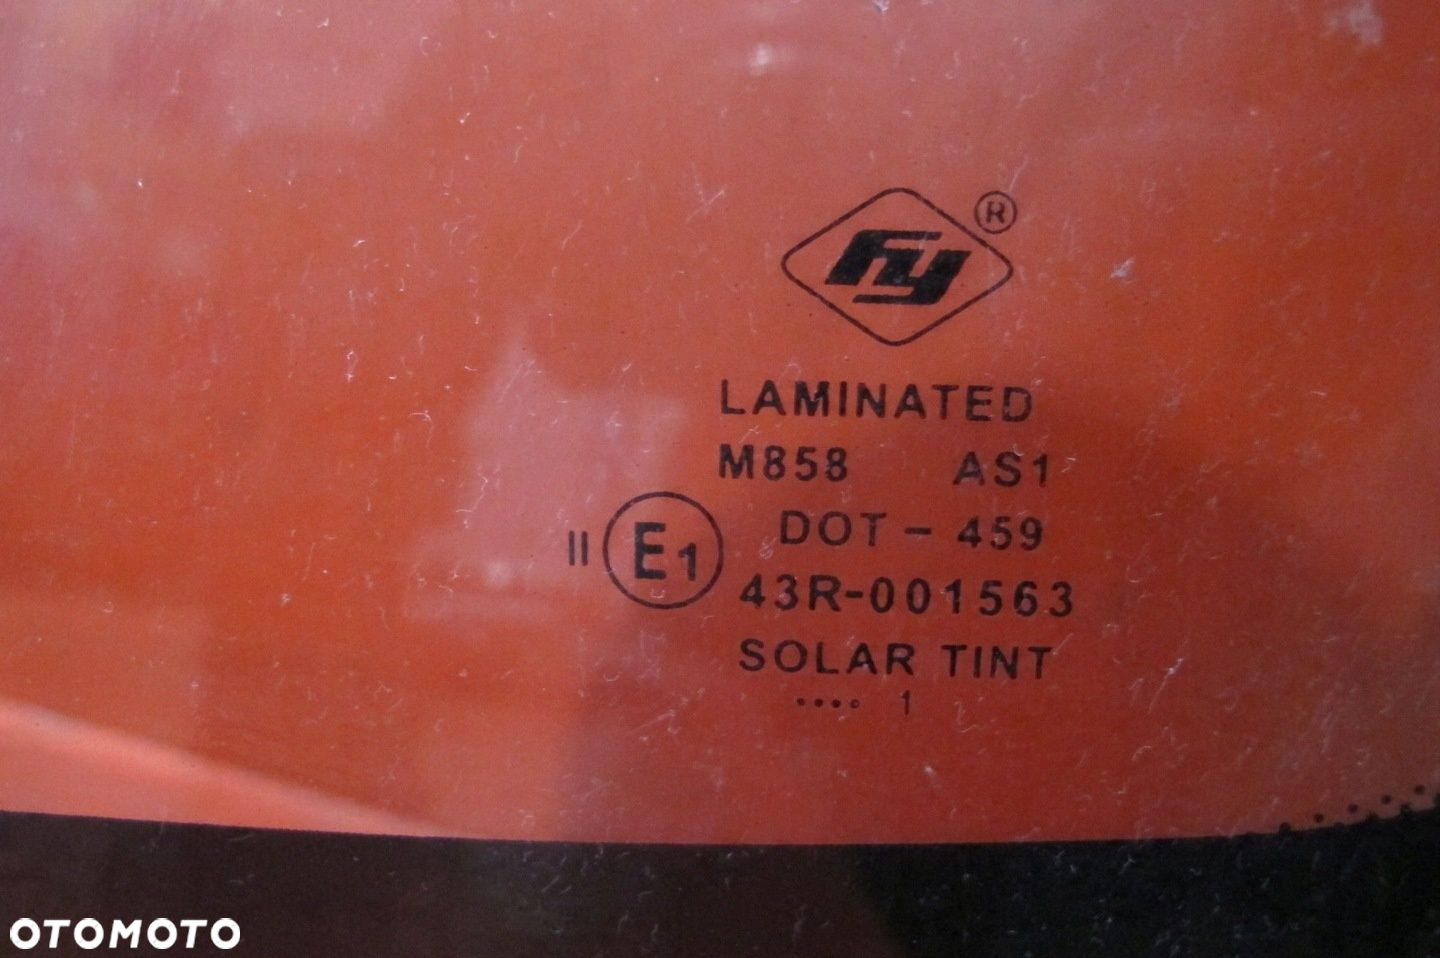 FY ®
LAMINATED
M858 AS1
DOT - 459
II E1 43R-001563
SOLAR TINT
.... 1
OTOMOTO